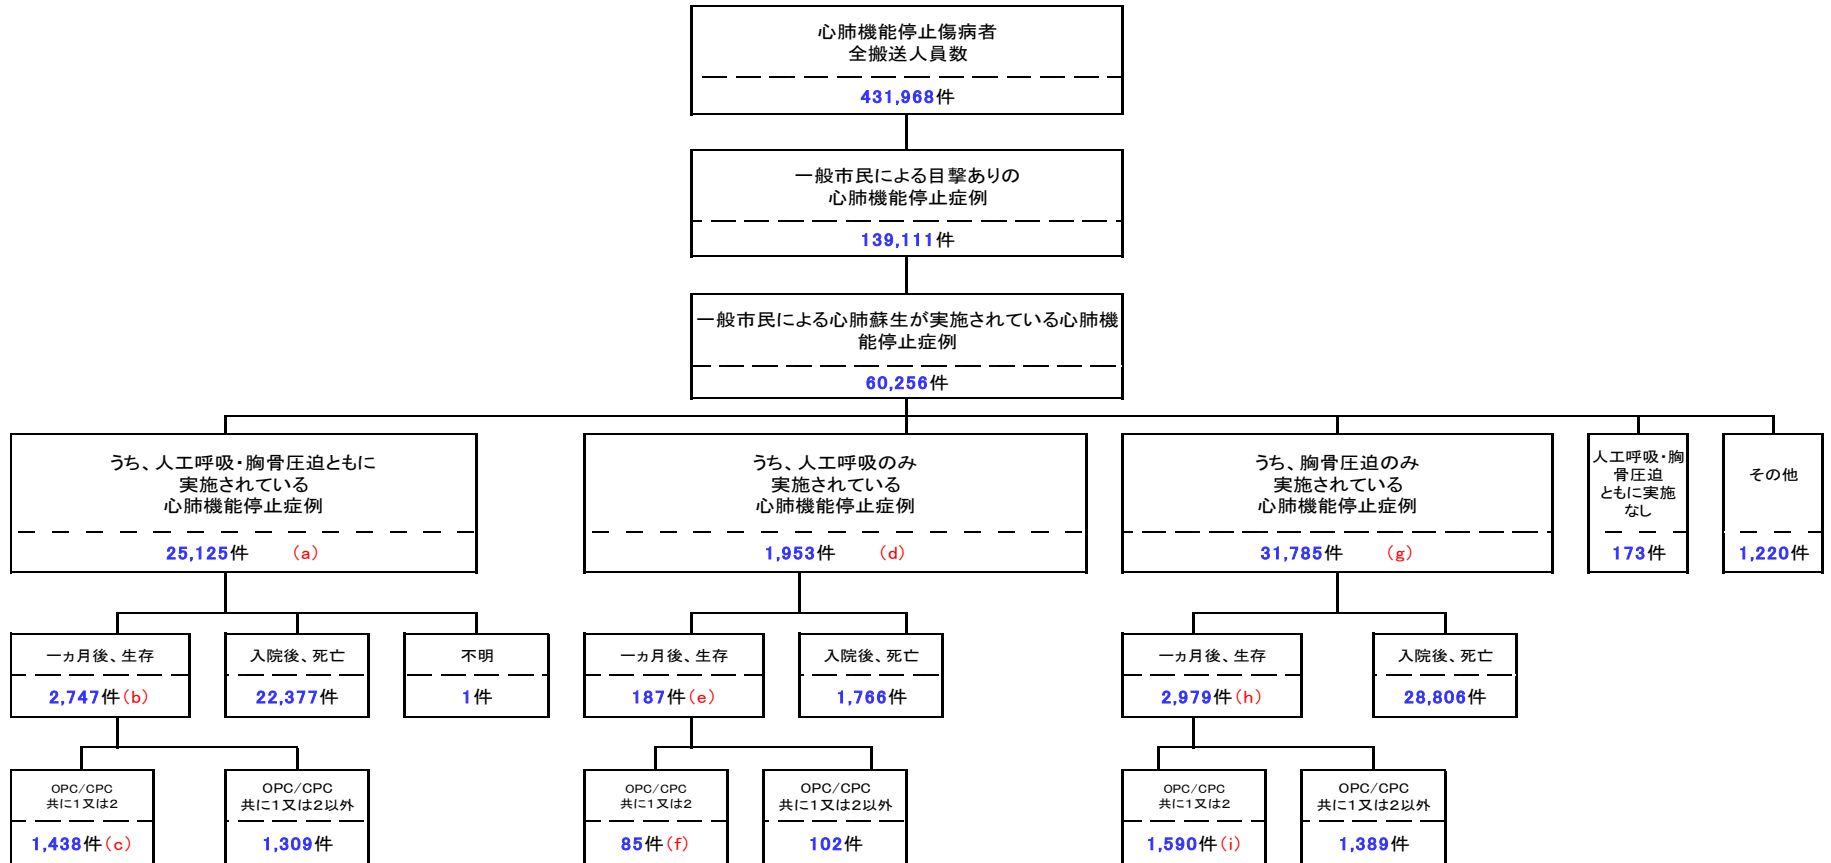 心肺機能停止傷病者
全搬送人員数
431,968件
一般市民による目撃ありの
心肺機能停止症例
139,111件
一般市民による心肺蘇生が実施されている心肺機
能停止症例
60,256件
うち、人工呼吸・胸骨圧迫ともに
実施されている
心肺機能停止症例
25,125件 (a)
うち、人工呼吸のみ
実施されている
心肺機能停止症例
1,953件 (d)
うち、胸骨圧迫のみ
実施されている
心肺機能停止症例
31,785件 (g)
人工呼吸・胸
骨圧迫
ともに実施
なし
173件
その他
1,220件
一ヵ月後、生存
2,747件(b)
入院後、死亡
22,377件
不明
1件
一ヵ月後、生存
187件(e)
入院後、死亡
1,766件
一ヵ月後、生存
2,979件(h)
入院後、死亡
28,806件
OPC/CPC
共に1又は2
1,438件(c)
OPC/CPC
共に1又は2以外
1,309件
OPC/CPC
共に1又は2
85件(f)
OPC/CPC
共に1又は2以外
102件
OPC/CPC
共に1又は2
1,590件(i)
OPC/CPC
共に1又は2以外
1,389件